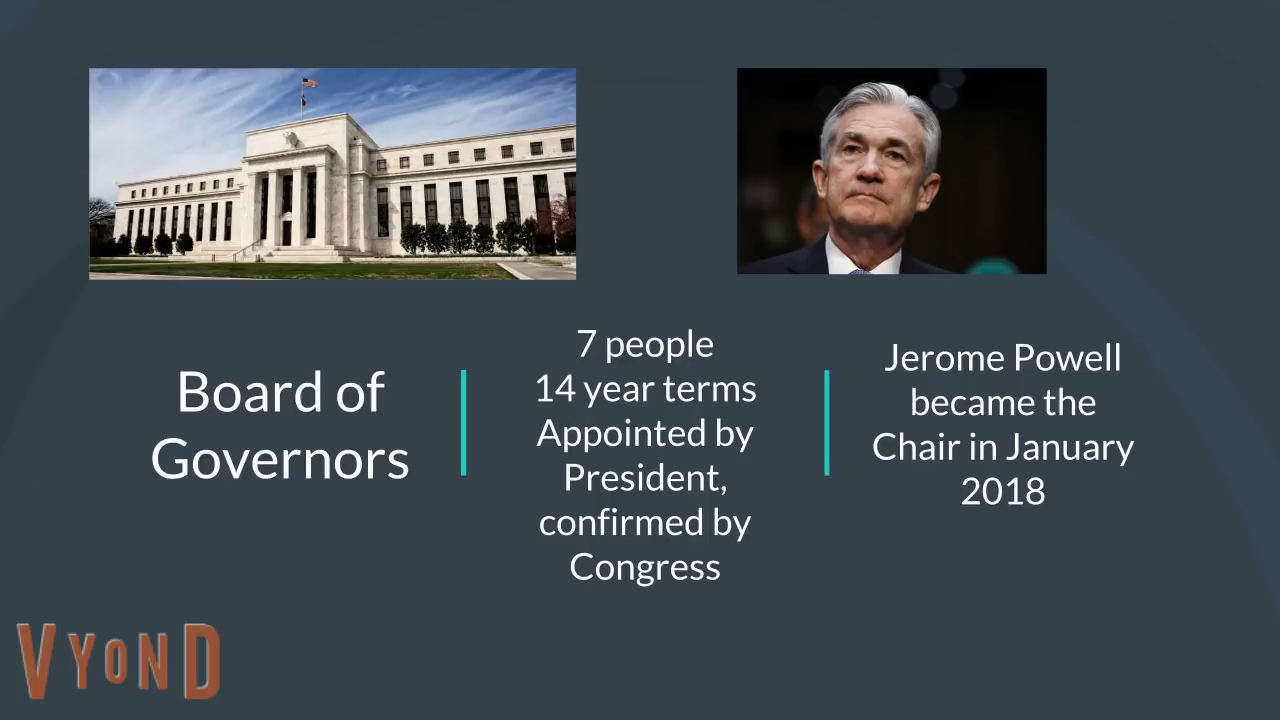 Board of
Governors
7 people
14 year terms
Appointed by
President,
confirmed by
Congress
Jerome Powell
became the
Chair in January
2018
VYOND